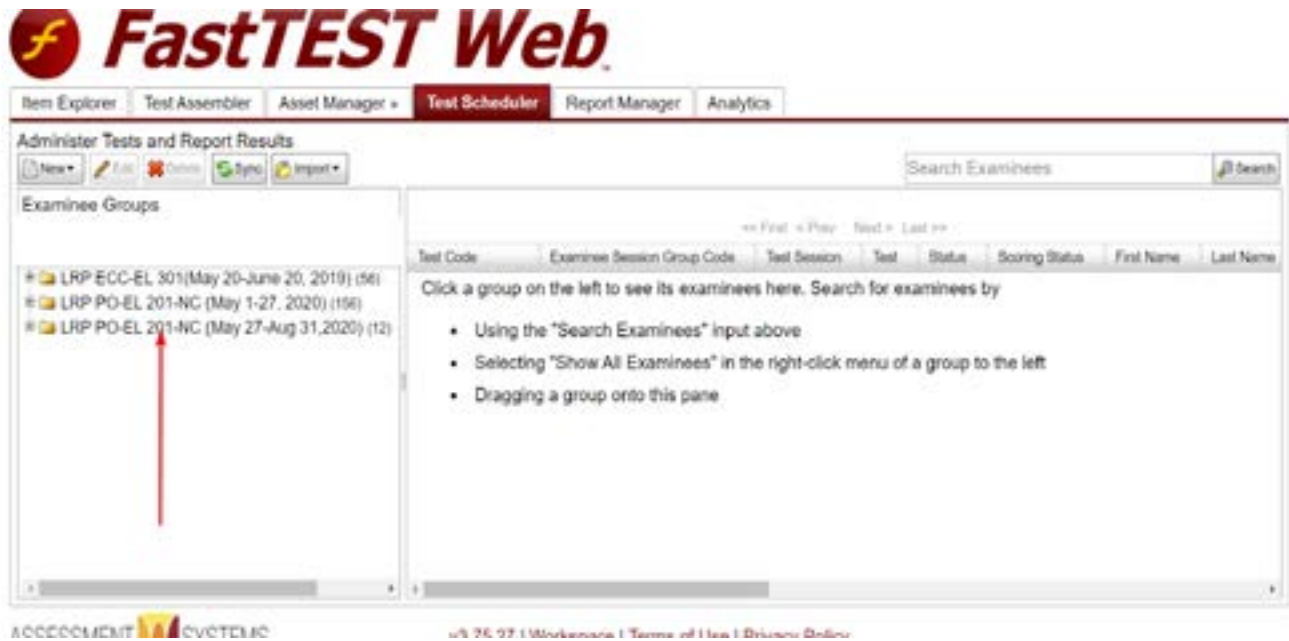 FastTEST Web
Item Explorer Test Assembler Asset Manager » Test Scheduler Report Manager Analytics
Administer Tests and Report Results
New Edit Delete Sync Import Search Examinees Search
Examinee Groups
<< First < Prev Next > Last >>
Test Code Examinee Session Group Code Test Session Test Status Scoring Status First Name Last Name
LRP ECC-EL 301(May 20-June 20, 2019) (56)
LRP PO-EL 201-NC (May 1-27, 2020) (156)
LRP PO-EL 201-NC (May 27-Aug 31,2020) (12)
Click a group on the left to see its examinees here. Search for examinees by
• Using the "Search Examinees" input above
• Selecting "Show All Examinees" in the right-click menu of a group to the left
• Dragging a group onto this pane
ASSESSMENT SYSTEMS
v3.75.27 | Workspace | Terms of Use | Privacy Policy